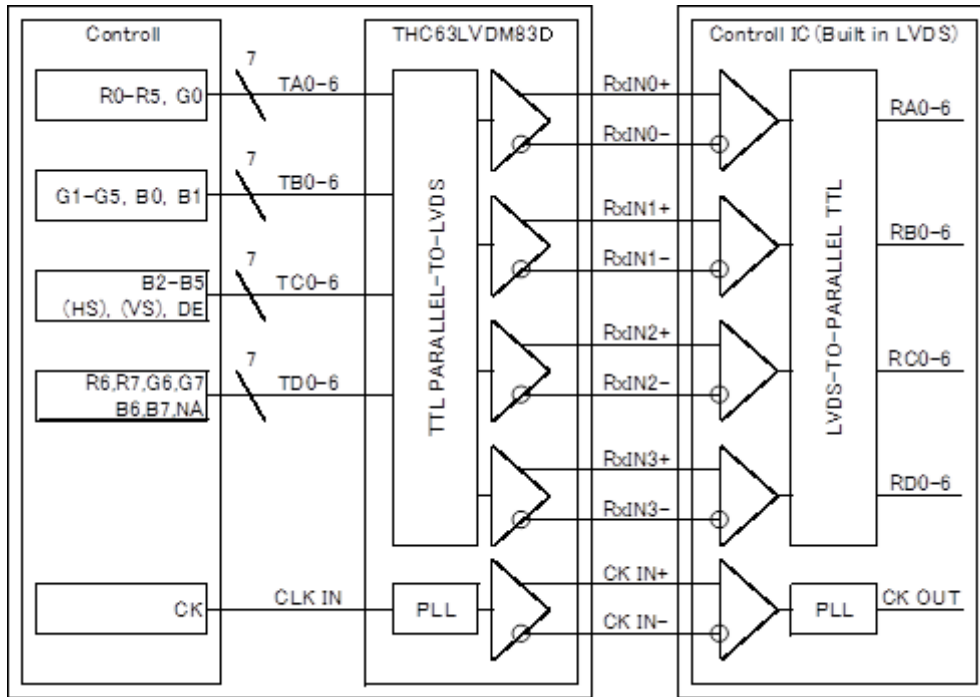 Controll
THC63LVDM83D
Controll IC (Built in LVDS)
R0-R5, G0
7
TA0-6
RxIN0+
RxIN0-
RA0-6
G1-G5, B0, B1
7
TB0-6
RxIN1+
RxIN1-
RB0-6
B2-B5
(HS), (VS), DE
7
TC0-6
RxIN2+
RxIN2-
RC0-6
R6,R7,G6,G7
B6,B7,NA
7
TD0-6
RxIN3+
RxIN3-
RD0-6
TTL PARALLEL-TO-LVDS
LVDS-TO-PARALLEL TTL
CK
CLK IN
PLL
CK IN+
CK IN-
PLL
CK OUT